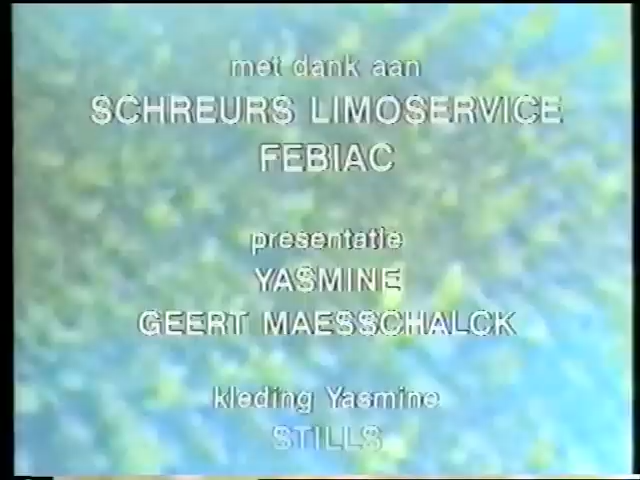 met dank aan
SCHREURS LIMOSERVICE
FEBIAC
presentatie
YASMINE
GEERT MAESSCHALCK
kleding Yasmine
STILLS